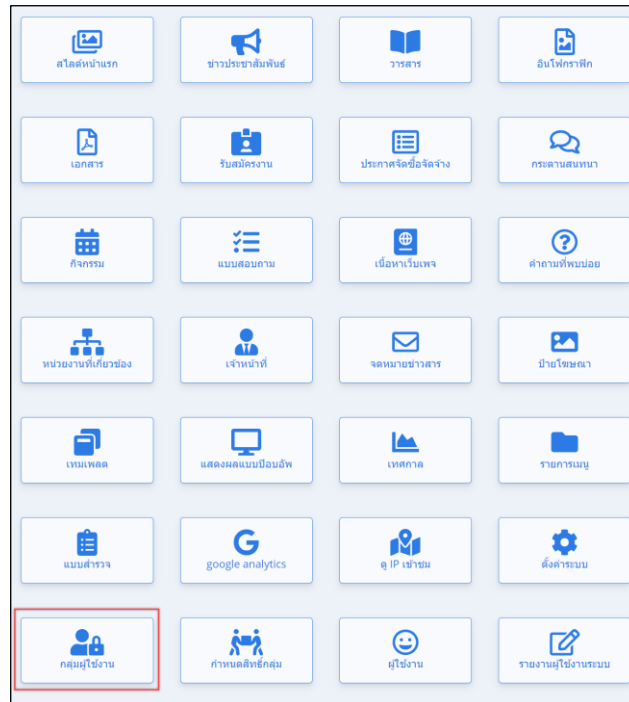 สไลด์หน้าแรก
ข่าวประชาสัมพันธ์
วารสาร
อินโฟกราฟิก
เอกสาร
รับสมัครงาน
ประกาศจัดซื้อจัดจ้าง
กระดานสนทนา
กิจกรรม
แบบสอบถาม
เนื้อหาเว็บเพจ
คำถามที่พบบ่อย
หน่วยงานที่เกี่ยวข้อง
เจ้าหน้าที่
จดหมายข่าวสาร
ป้ายโฆษณา
เทมเพลต
แสดงผลแบบป๊อบอัพ
เทศกาล
รายการเมนู
แบบสำรวจ
google analytics
ดู IP เข้าชม
ตั้งค่าระบบ
กลุ่มผู้ใช้งาน
กำหนดสิทธิ์กลุ่ม
ผู้ใช้งาน
รายงานผู้ใช้งานระบบ